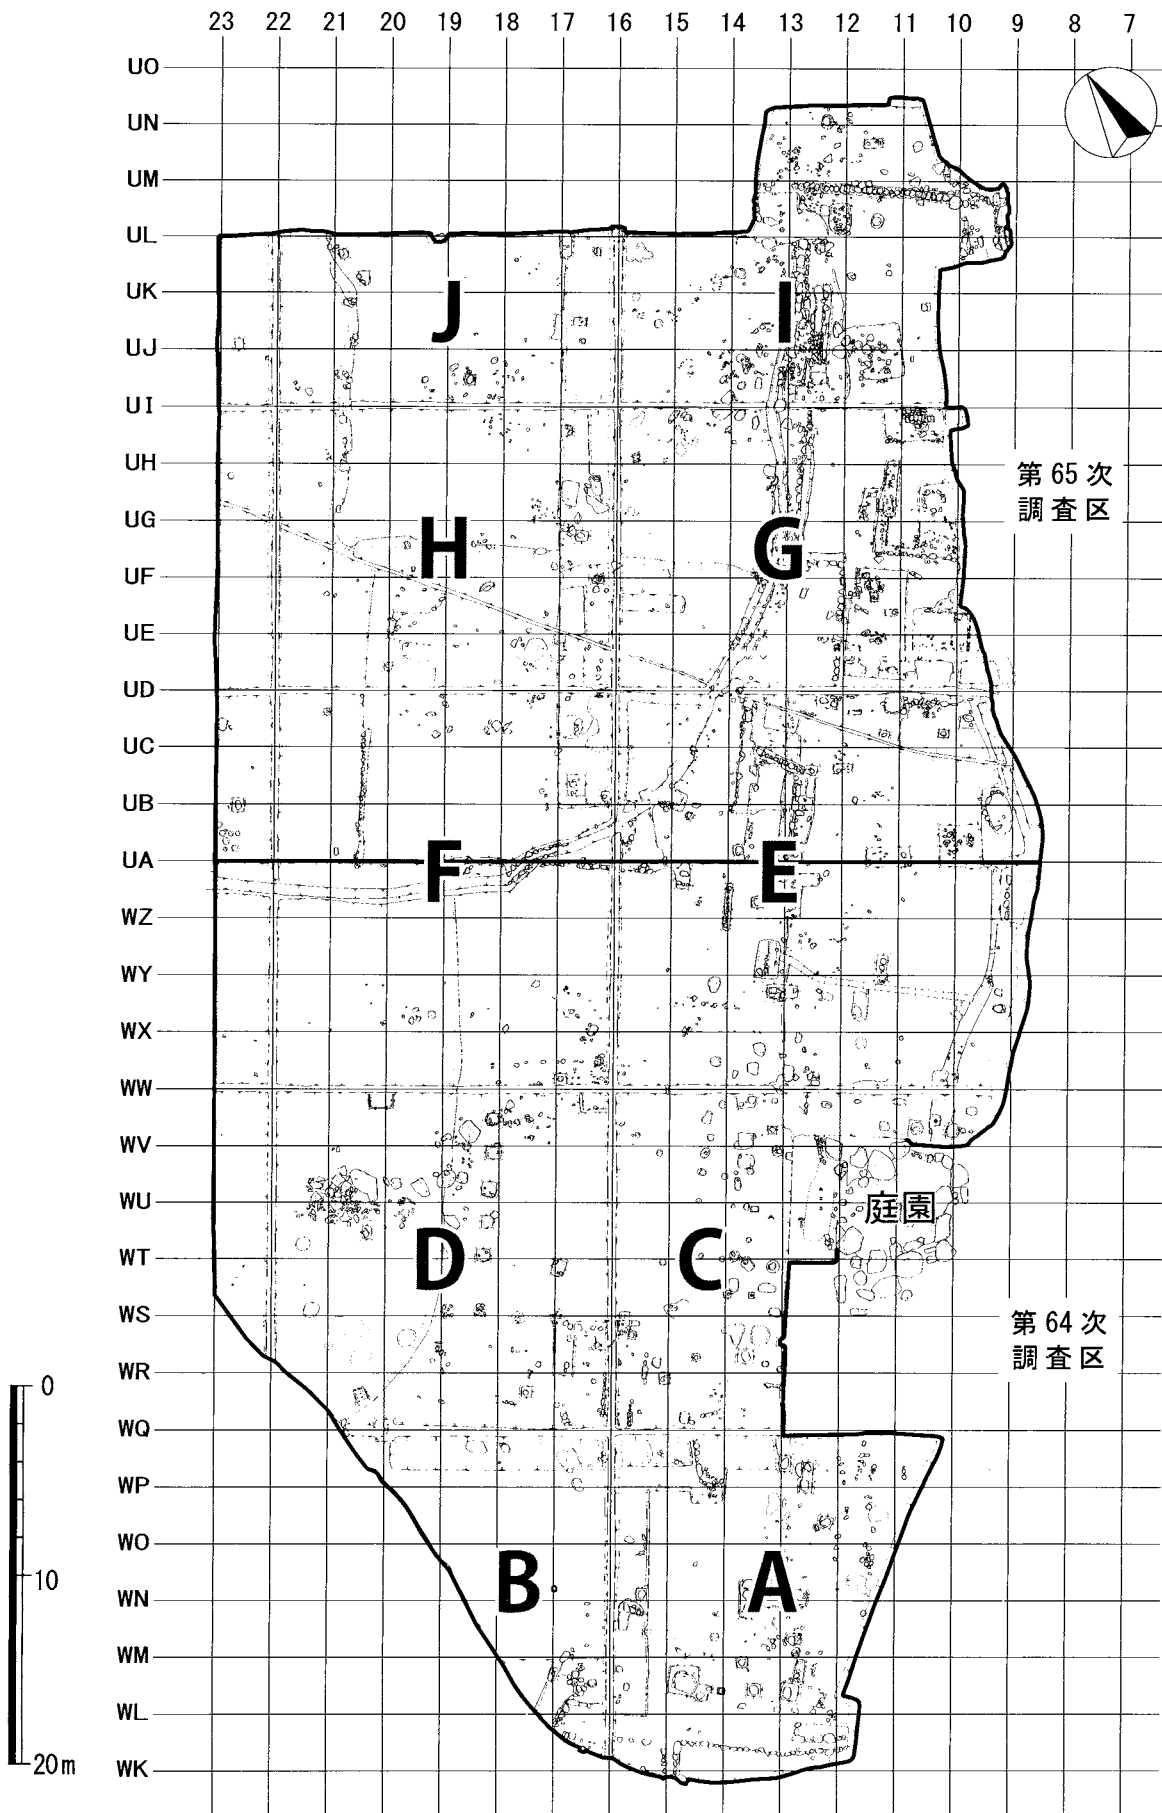 23 22 21 20 19 18 17 16 15 14 13 12 11 10 9 8 7
UO
UN
UM
UL
UK
J
I
UJ
UI
UH
第65次
調査区
UG
H
G
UF
UE
UD
UC
UB
UA
F
E
WZ
WY
WX
WW
WV
WU
庭園
D
C
WT
WS
第64次
調査区
WR
0
WQ
WP
WO
B
A
10
WN
WM
WL
20m
WK